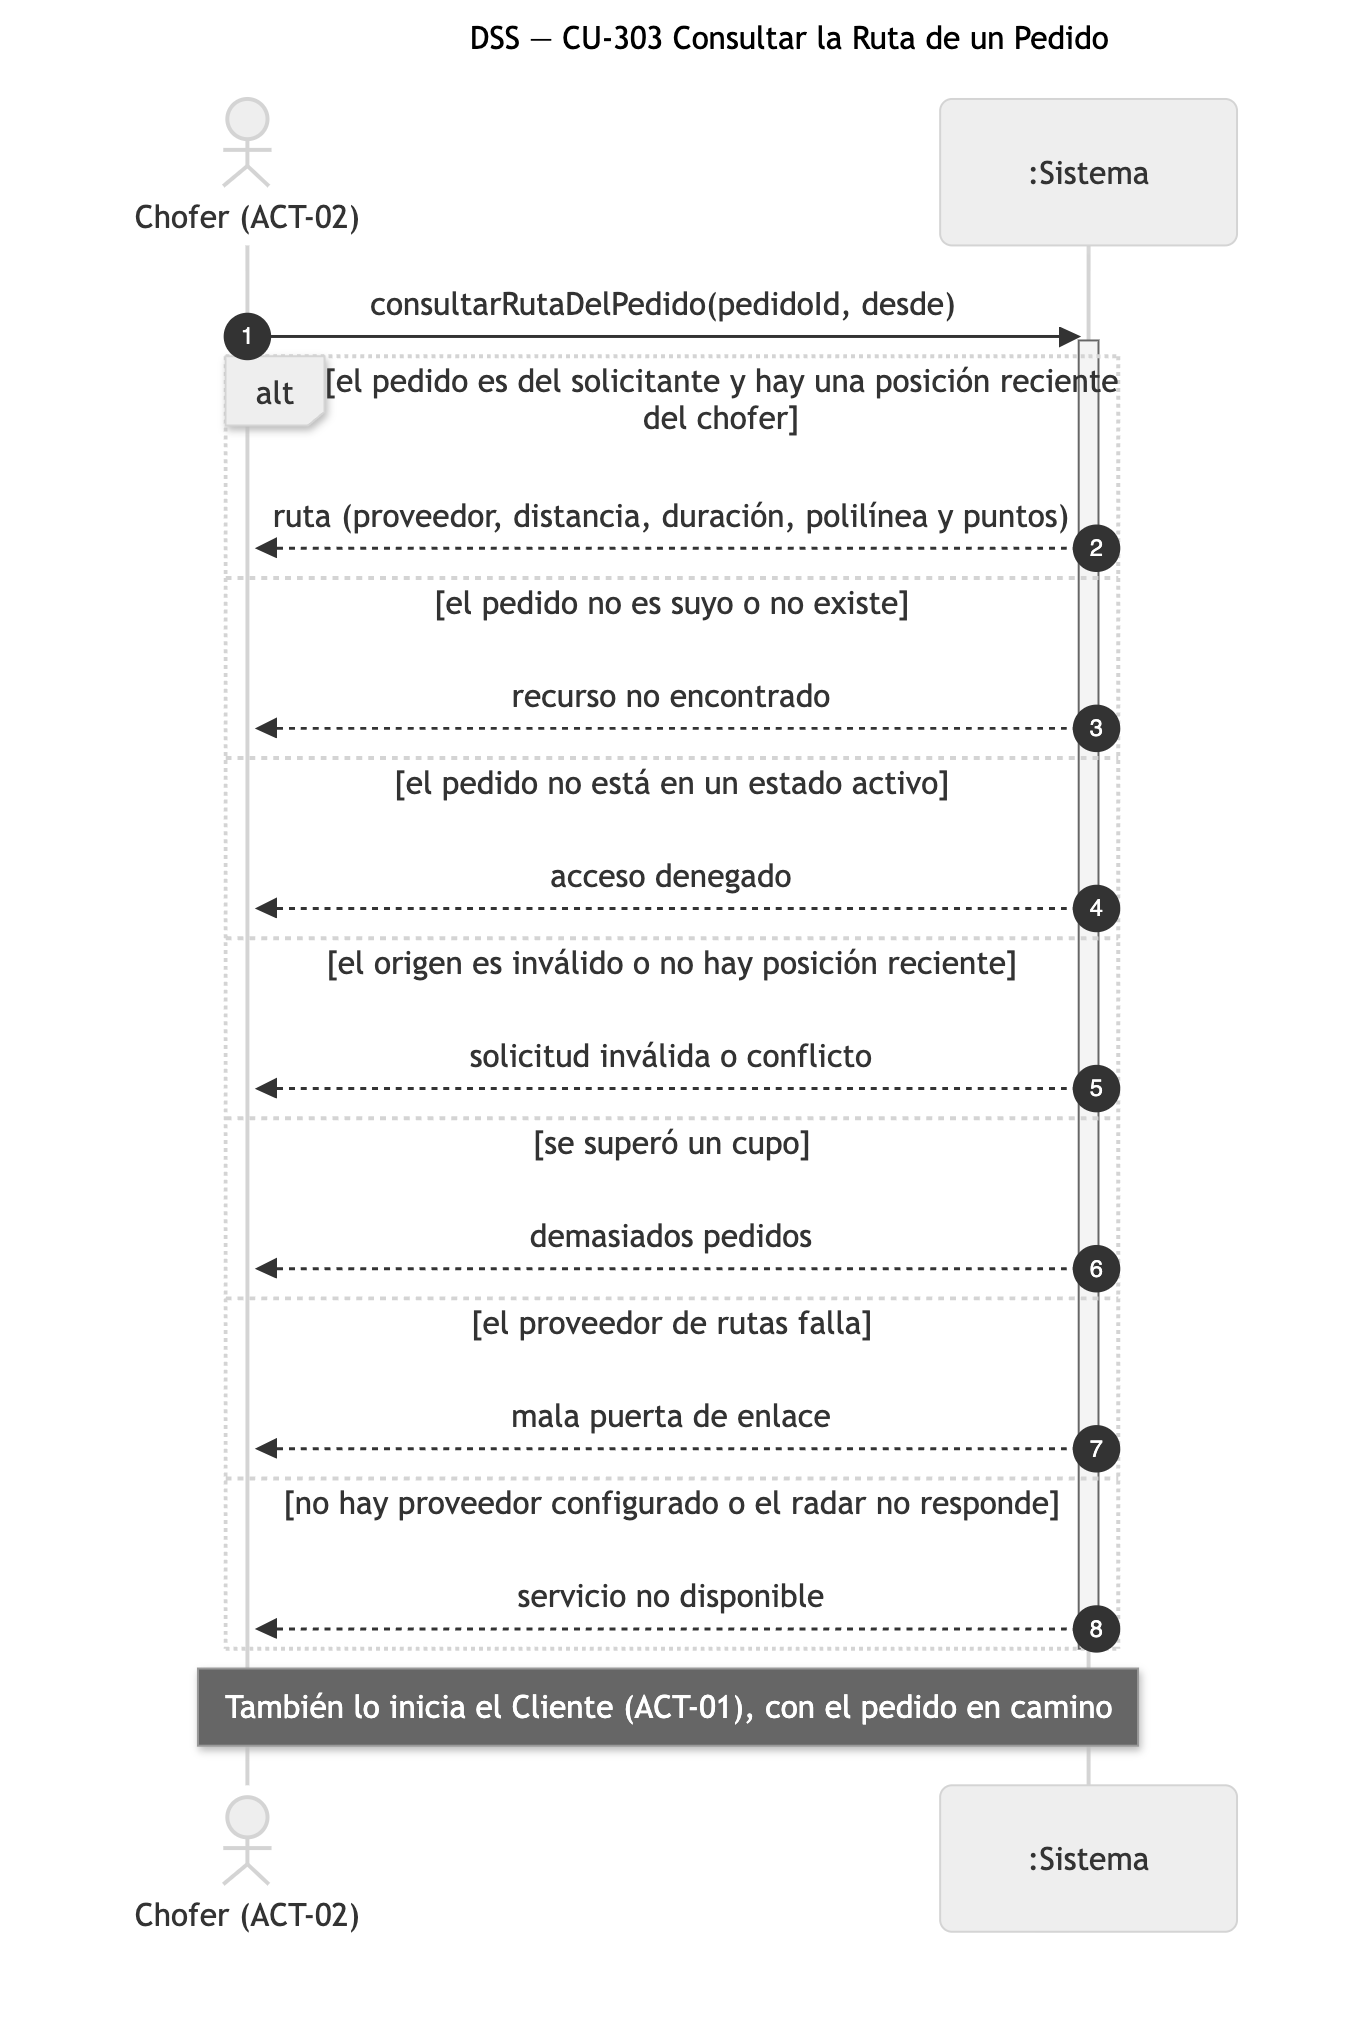 DSS — CU-303 Consultar la Ruta de un Pedido
Chofer (ACT-02)
:Sistema
consultarRutaDelPedido(pedidoId, desde)
1
alt
[el pedido es del solicitante y hay una posición reciente
del chofer]
ruta (proveedor, distancia, duración, polilínea y puntos)
2
[el pedido no es suyo o no existe]
recurso no encontrado
3
[el pedido no está en un estado activo]
acceso denegado
4
[el origen es inválido o no hay posición reciente]
solicitud inválida o conflicto
5
[se superó un cupo]
demasiados pedidos
6
[el proveedor de rutas falla]
mala puerta de enlace
7
[no hay proveedor configurado o el radar no responde]
servicio no disponible
8
También lo inicia el Cliente (ACT-01), con el pedido en camino
Chofer (ACT-02)
:Sistema